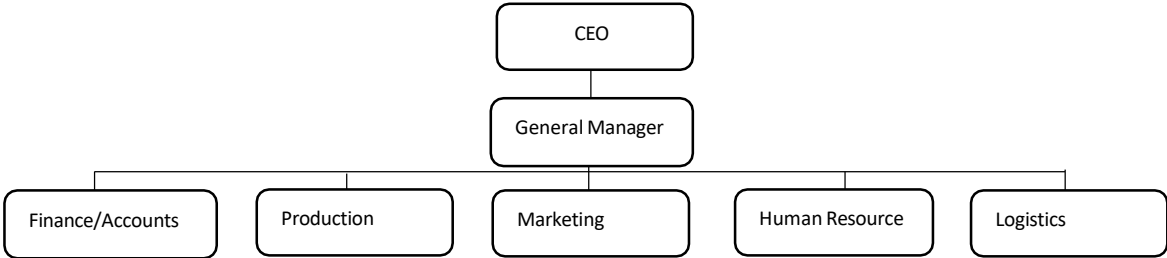 CEO
General Manager
Finance/Accounts
Production
Marketing
Human Resource
Logistics